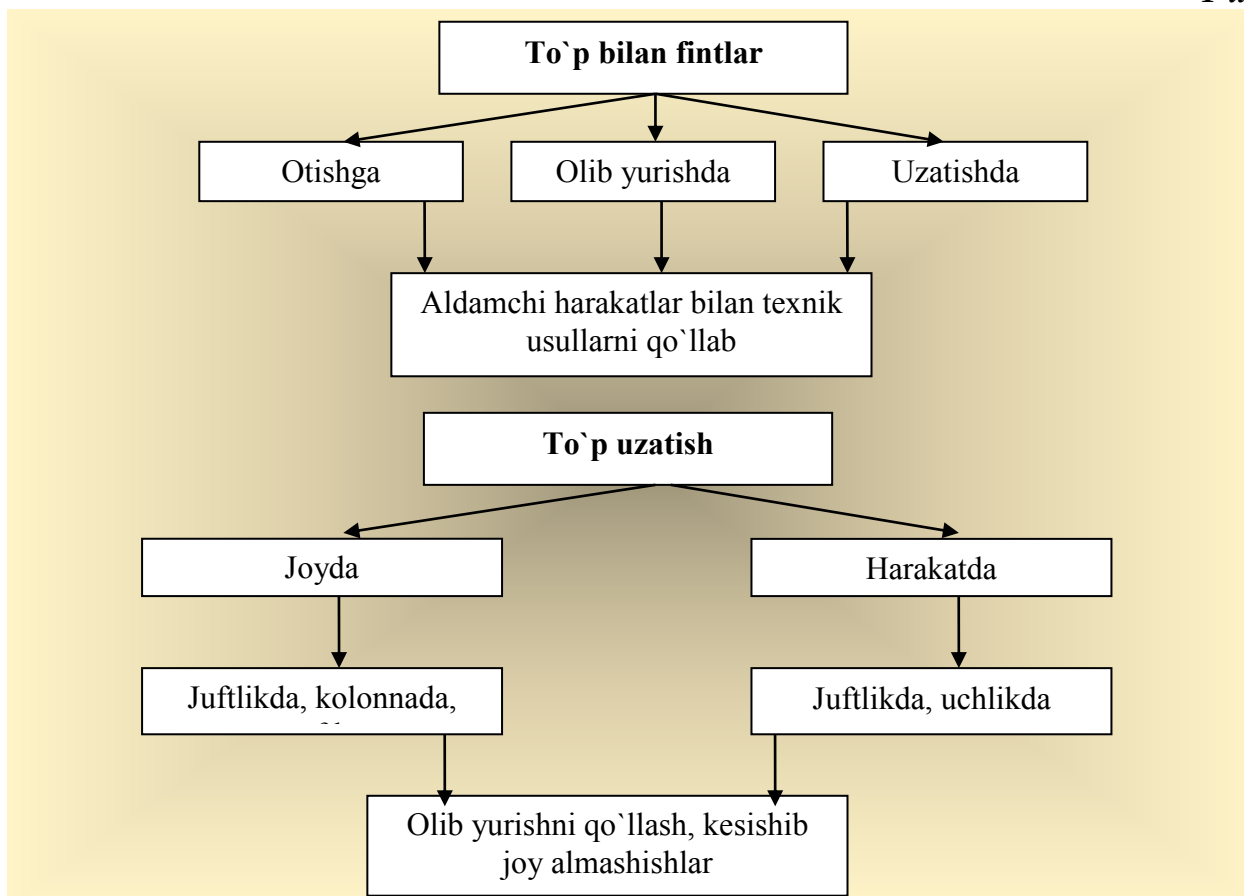 To`p bilan fintlar
Otishga
Olib yurishda
Uzatishda
Aldamchi harakatlar bilan texnik
usullarni qo`llab
To`p uzatish
Joyda
Harakatda
Juftlikda, kolonnada,
Juftlikda, uchlikda
Olib yurishni qo`llash, kesishib
joy almashishlar